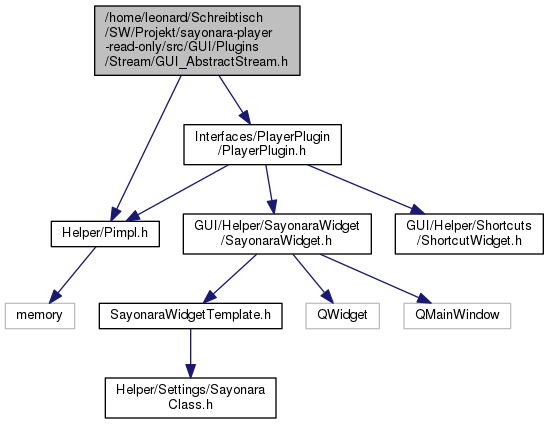 /home/leonard/Schreibtisch
/SW/Projekt/sayonara-player
-read-only/src/GUI/Plugins
/Stream/GUI_AbstractStream.h
Interfaces/PlayerPlugin
/PlayerPlugin.h
Helper/Pimpl.h
GUI/Helper/SayonaraWidget
/SayonaraWidget.h
GUI/Helper/Shortcuts
/ShortcutWidget.h
memory
SayonaraWidgetTemplate.h
QWidget
QMainWindow
Helper/Settings/Sayonara
Class.h